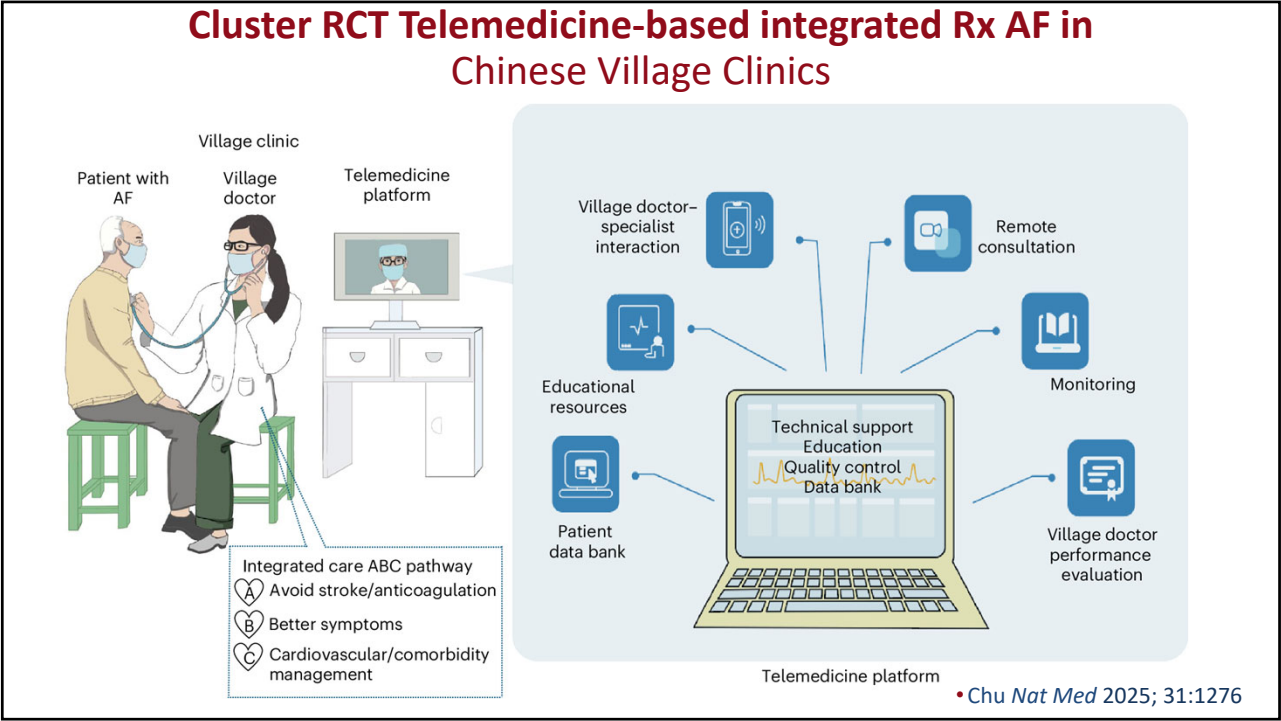 Cluster RCT Telemedicine-based integrated Rx AF in
Chinese Village Clinics
Village clinic
Patient with
AF
Village
doctor
Telemedicine
platform
Integrated care ABC pathway
A Avoid stroke/anticoagulation
B Better symptoms
C Cardiovascular/comorbidity
management
Village doctor–
specialist
interaction
Remote
consultation
Educational
resources
Monitoring
Patient
data bank
Village doctor
performance
evaluation
Technical support
Education
Quality control
Data bank
Telemedicine platform
• Chu Nat Med 2025; 31:1276